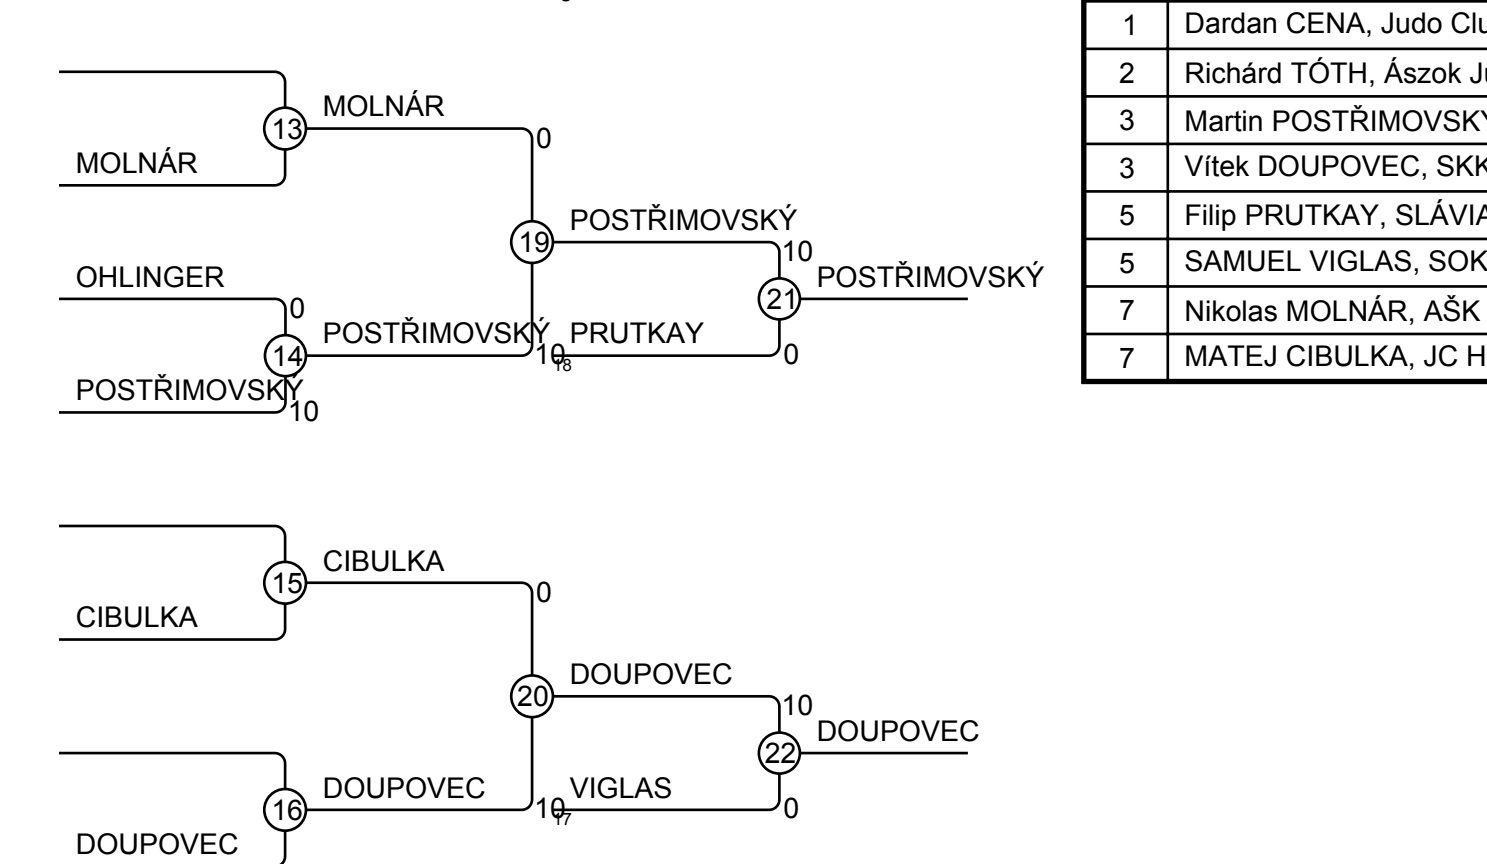 1 Dardan CENA, Judo Clu
2 Richárd TÓTH, Ászok J
3 Martin POSTŘIMOVSKÝ
3 Vítek DOUPOVEC, SKK
5 Filip PRUTKAY, SLÁVIA
5 SAMUEL VIGLAS, SOK
7 Nikolas MOLNÁR, AŠK
7 MATEJ CIBULKA, JC H
13 MOLNÁR
0
MOLNÁR
19 POSTŘIMOVSKÝ
10
OHLINGER
0
21 POSTŘIMOVSKÝ
14 POSTŘIMOVSKÝ
10
18
PRUTKAY
0
POSTŘIMOVSKÝ
10
15 CIBULKA
0
CIBULKA
20 DOUPOVEC
10
22 DOUPOVEC
16 DOUPOVEC
10
17
VIGLAS
0
DOUPOVEC